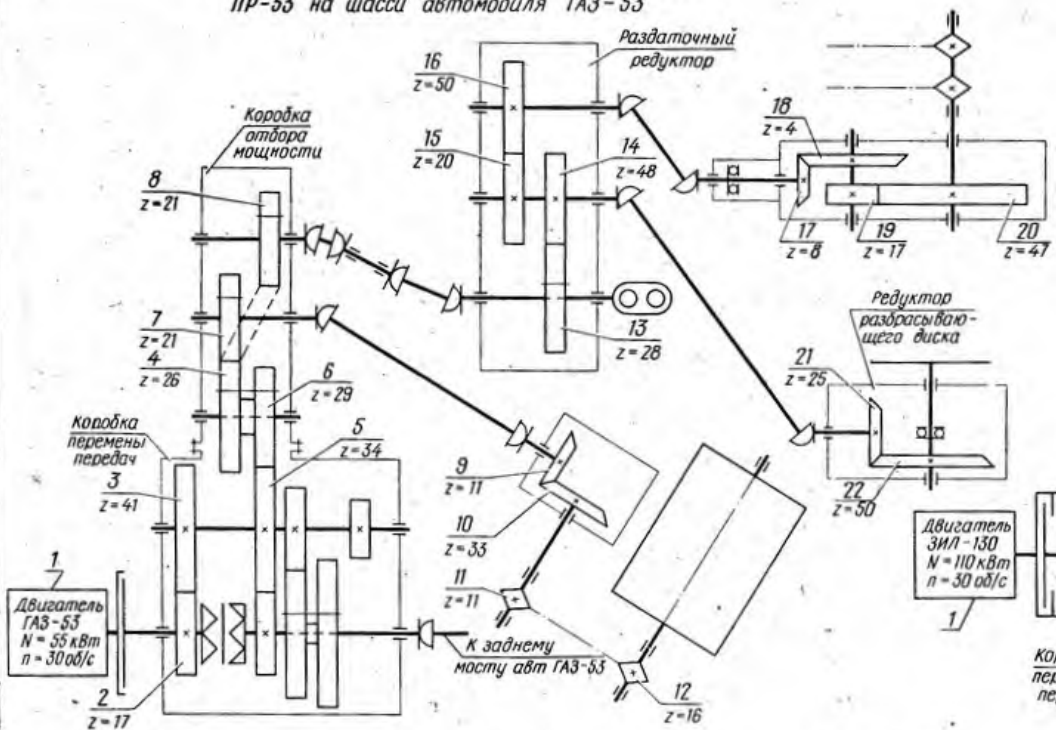 ПР-53 на шасси автомобиля ГАЗ-53
Раздаточный
редуктор
16
z=50
15
z=20
14
z=48
13
z=28
18
z=4
17
z=8
19
z=17
20
z=47
Коробка
отбора
мощности
8
z=21
7
z=21
4
z=26
6
z=29
5
z=34
Коробка
перемены
передач
3
z=41
2
z=17
1
Двигатель
ГАЗ-53
N = 55 кВт
n = 30 об/с
К заднему
мосту авт ГАЗ-53
9
z=11
10
z=33
11
z=11
12
z=16
Редуктор
разбрасываю-
щего диска
21
z=25
22
z=50
Двигатель
ЗИЛ-130
N = 110 кВт
n = 30 об/с
1